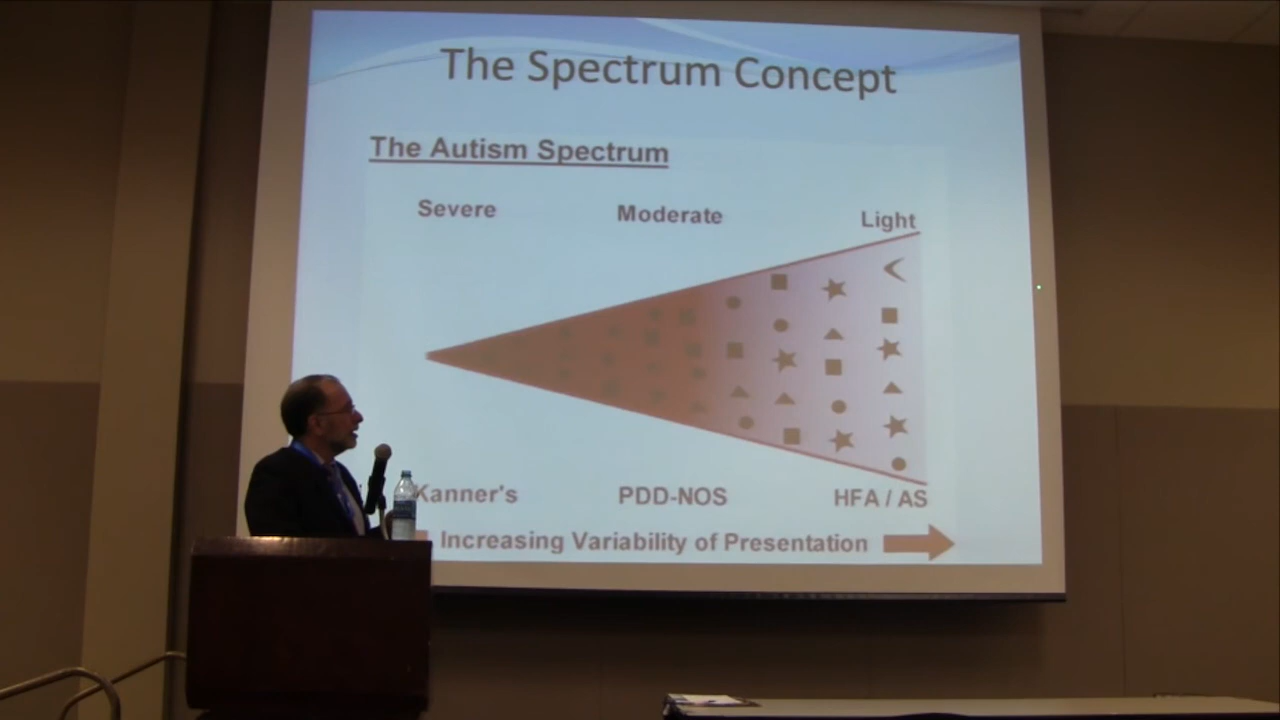 The Spectrum Concept
The Autism Spectrum
Severe Moderate Light
Kanner's PDD-NOS HFA / AS
Increasing Variability of Presentation